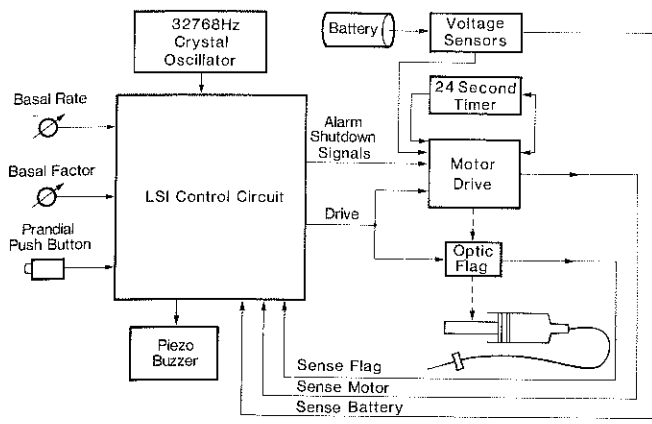 32768Hz
Crystal
Oscillator
Battery
Voltage
Sensors
24 Second
Timer
Basal Rate
Alarm
Shutdown
Signals
Motor
Drive
Basal Factor
LSI Control Circuit
Drive
Prandial
Push Button
Optic
Flag
Piezo
Buzzer
Sense Flag
Sense Motor
Sense Battery